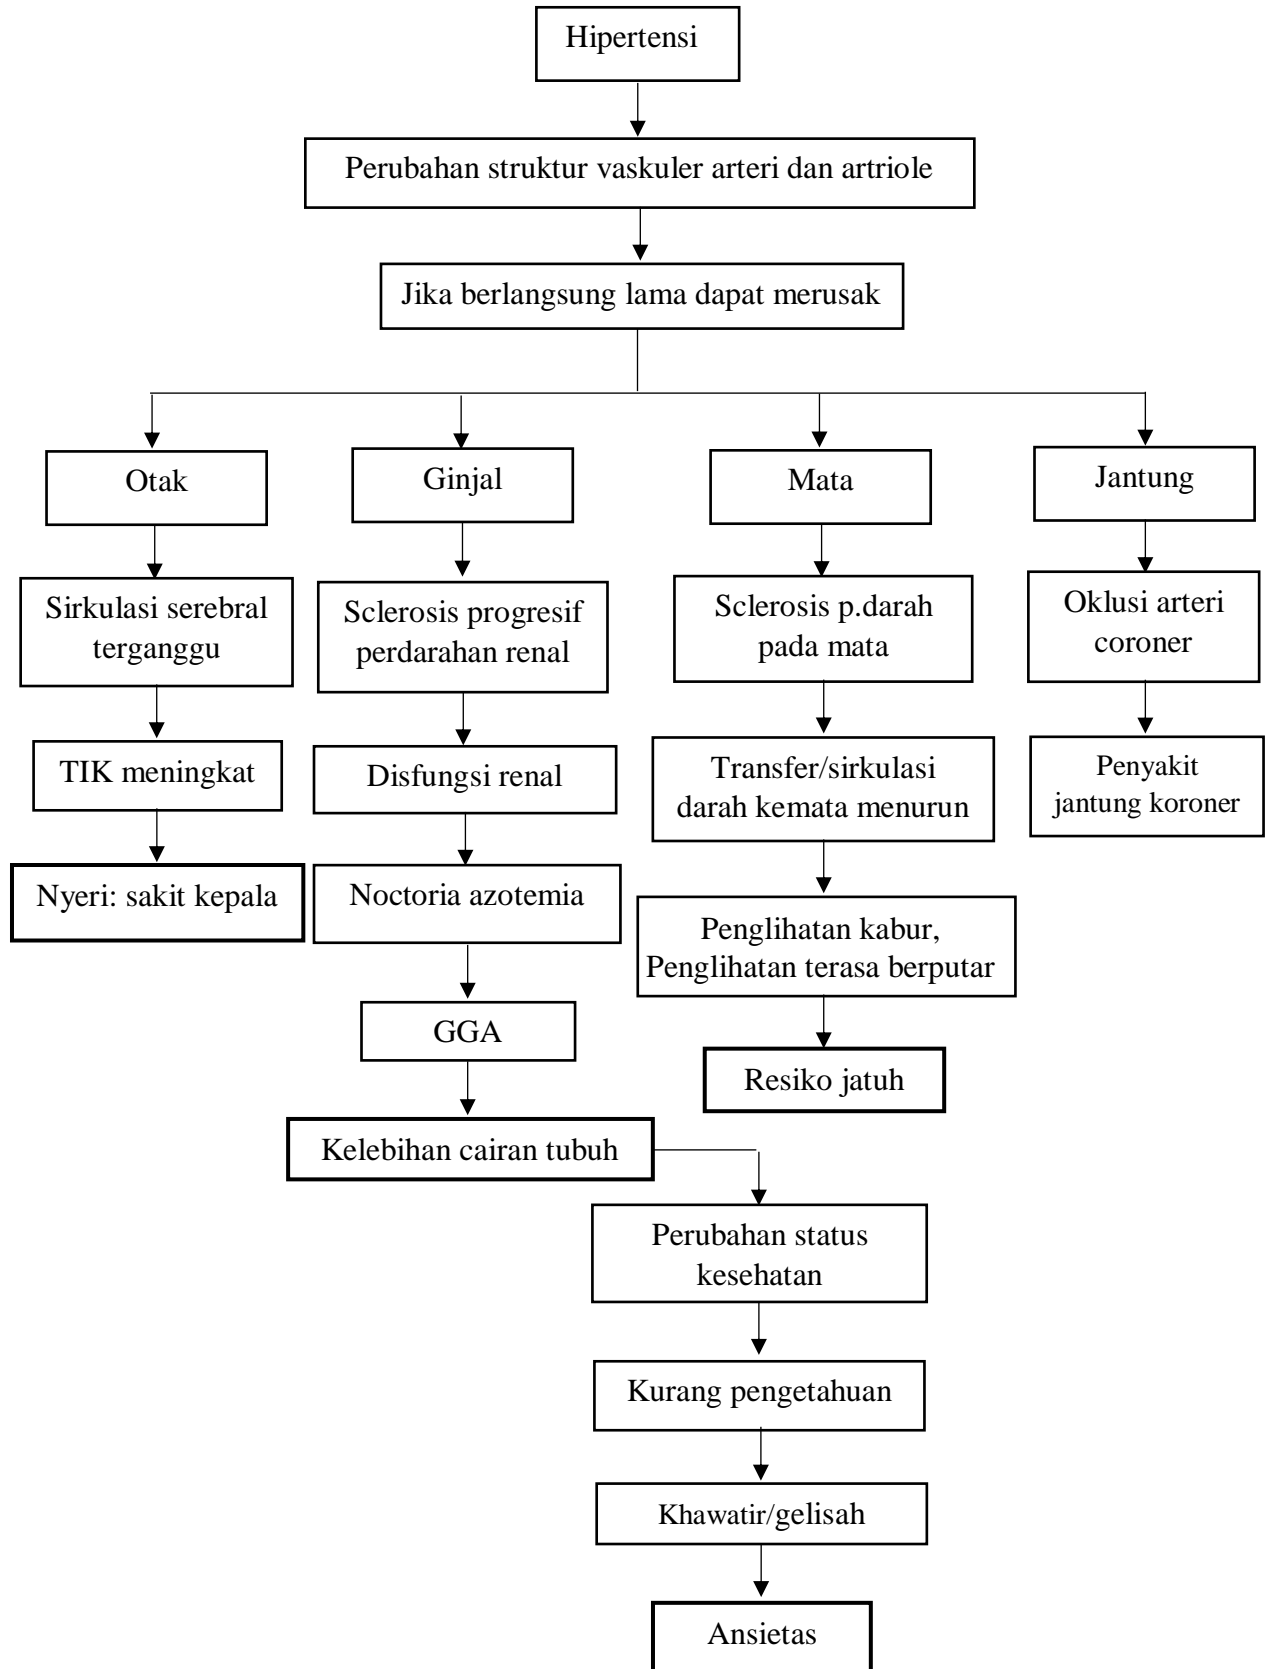 Hipertensi
Perubahan struktur vaskuler arteri dan artriole
Jika berlangsung lama dapat merusak
Otak
Ginjal
Mata
Jantung
Sirkulasi serebral
terganggu
Sclerosis progresif
perdarahan renal
Sclerosis p.darah
pada mata
Oklusi arteri
coroner
TIK meningkat
Disfungsi renal
Transfer/sirkulasi
darah kemata menurun
Penyakit
jantung koroner
Nyeri: sakit kepala
Noctoria azotemia
Penglihatan kabur,
Penglihatan terasa berputar
GGA
Resiko jatuh
Kelebihan cairan tubuh
Perubahan status
kesehatan
Kurang pengetahuan
Khawatir/gelisah
Ansietas